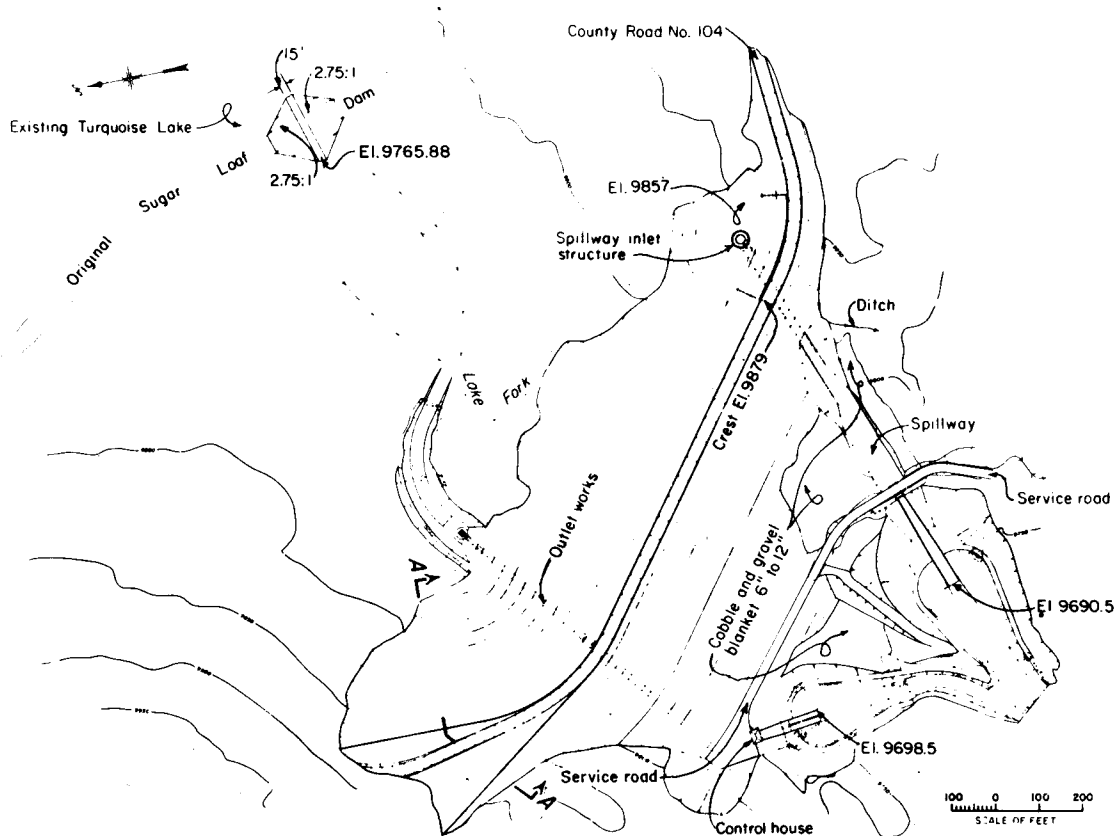 County Road No. 104
15'
2.75:1
Dam
Existing Turquoise Lake
El. 9765.88
Loaf
2.75:1
Sugar
El. 9857
Original
Spillway inlet
structure
Ditch
Lake Fork
Crest El. 9879
Spillway
Service road
Outlet works
A
Cobble and gravel
blanket 6" to 12"
El 9690.5
El. 9698.5
Service road
A
Control house
100 0 100 200
SCALE OF FEET